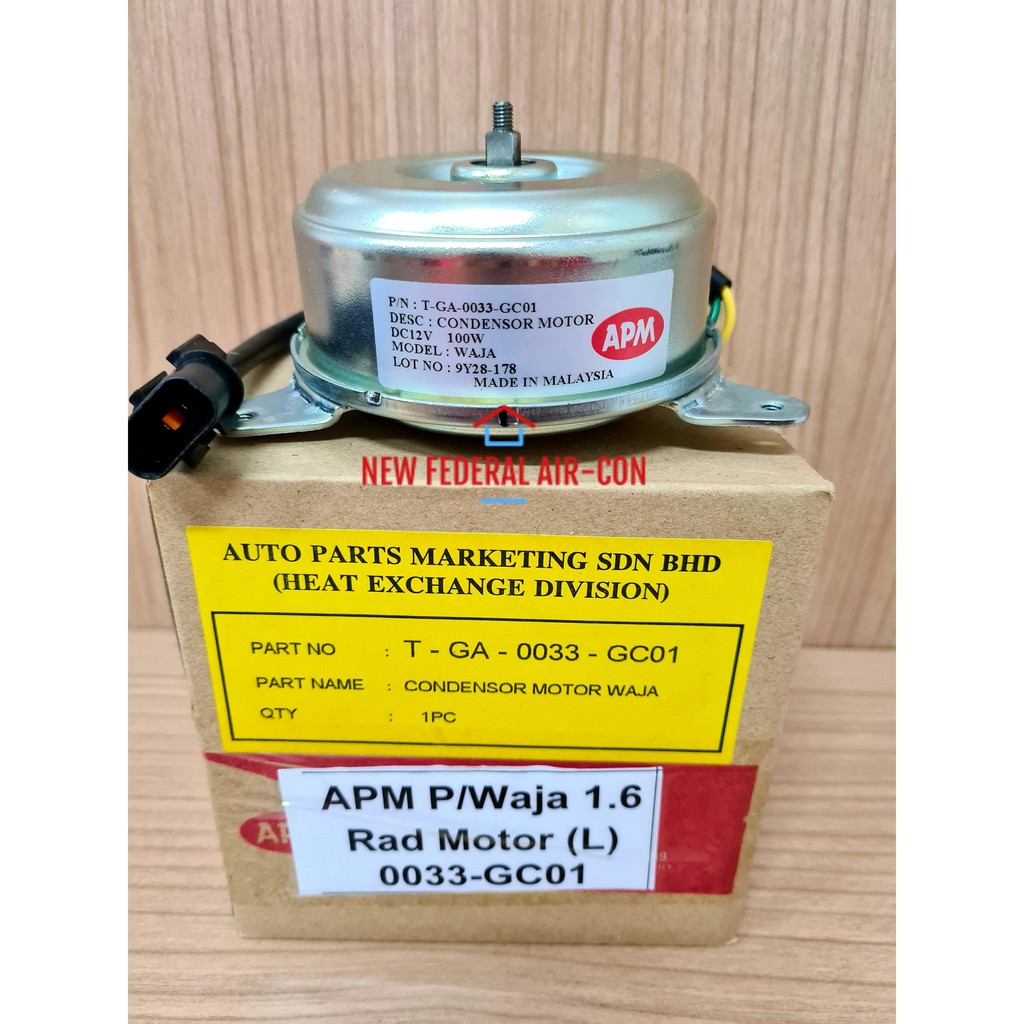 P/N : T-GA-0033-GC01
DESC : CONDENSOR MOTOR
DC12V 100W
MODEL : WAJA
LOT NO : 9Y28-178
MADE IN MALAYSIA
APM
NEW FEDERAL AIR-CON
AUTO PARTS MARKETING SDN BHD
(HEAT EXCHANGE DIVISION)
PART NO : T - GA - 0033 - GC01
PART NAME : CONDENSOR MOTOR WAJA
QTY : 1PC
APM P/Waja 1.6
Rad Motor (L)
0033-GC01